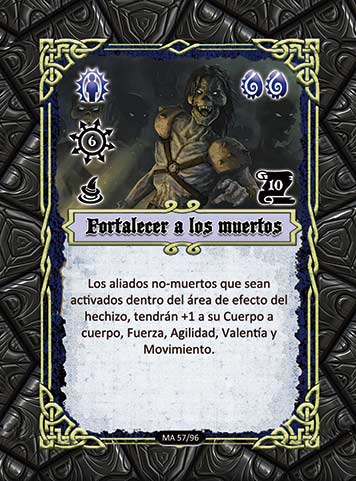 6
10
Fortalecer a los muertos
Los aliados no-muertos que sean
activados dentro del área de efecto del
hechizo, tendrán +1 a su Cuerpo a
cuerpo, Fuerza, Agilidad, Valentía y
Movimiento.
MA 57/96